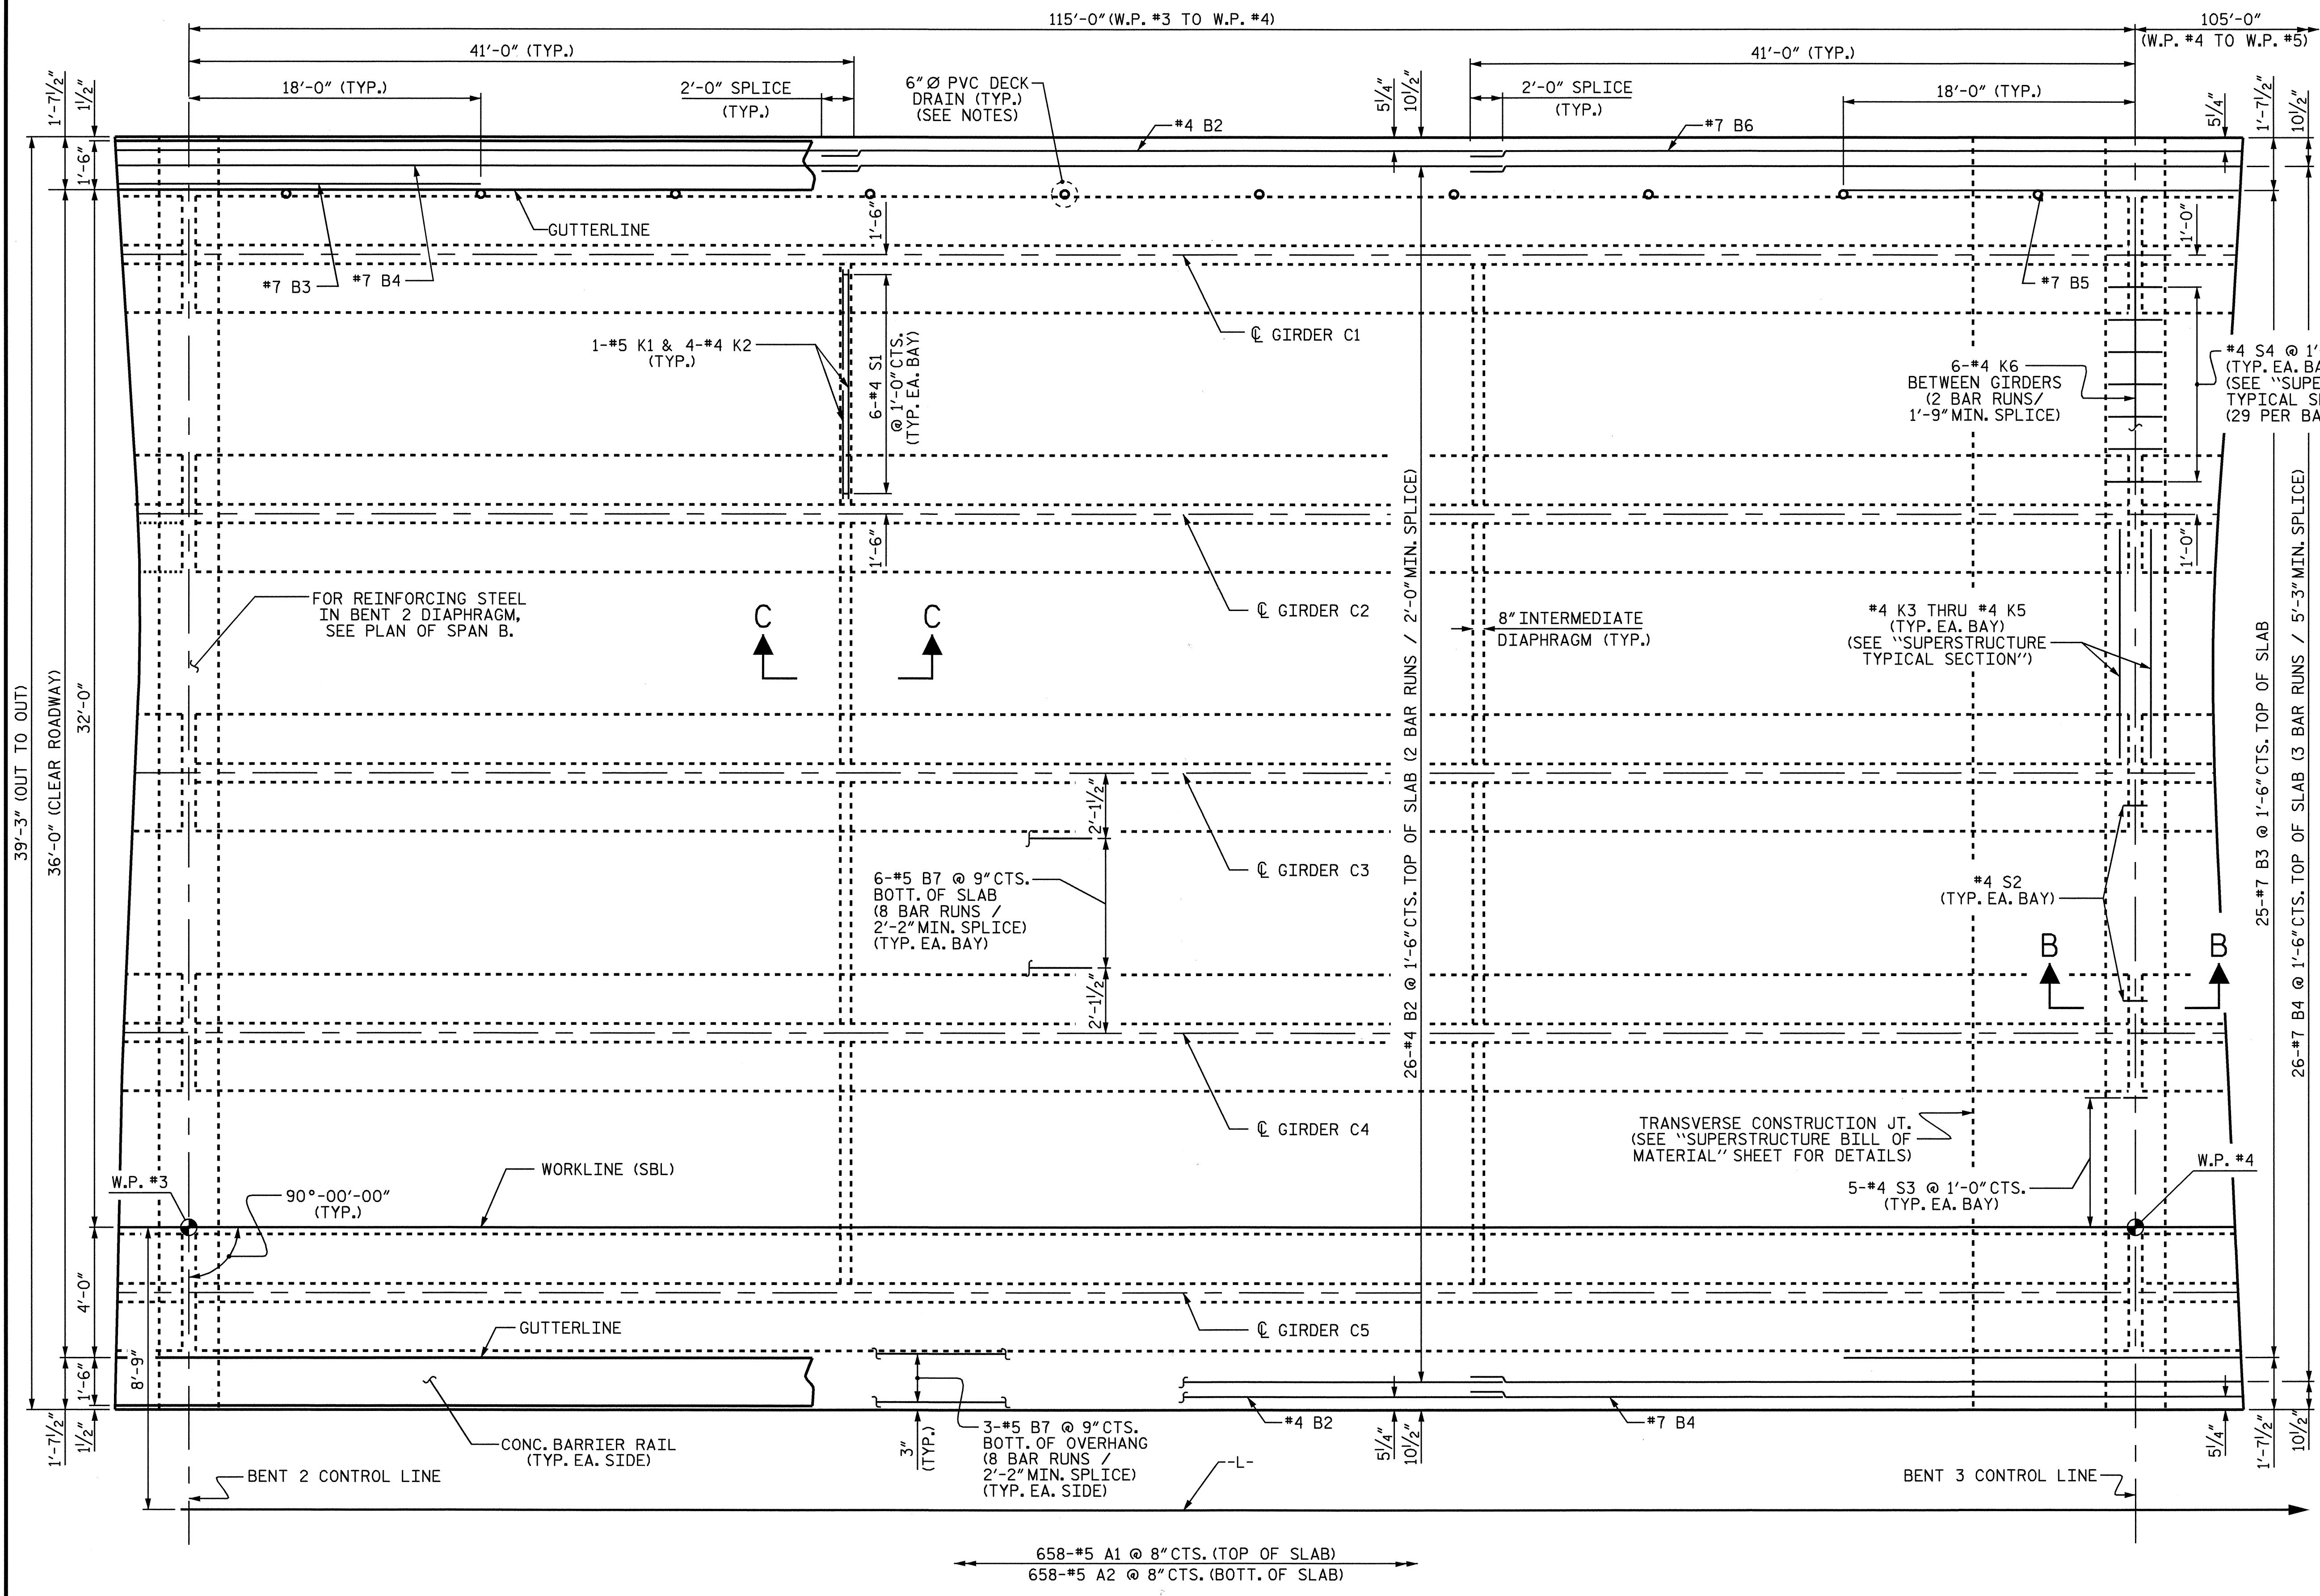 115'-0" (W.P. #3 TO W.P. #4)
105'-0"
(W.P. #4 TO W.P. #5)
41'-0" (TYP.)
41'-0" (TYP.)
18'-0" (TYP.)
2'-0" SPLICE
(TYP.)
6" Ø PVC DECK
DRAIN (TYP.)
(SEE NOTES)
2'-0" SPLICE
(TYP.)
18'-0" (TYP.)
1'-7½"
1½"
5¼"
10½"
5¼"
1'-7½"
10½"
#4 B2
#7 B6
1'-6"
GUTTERLINE
1'-6"
1'-0"
#7 B3
#7 B4
#7 B5
℄ GIRDER C1
1-#5 K1 & 4-#4 K2
(TYP.)
6-#4 S1
@ 1'-0" CTS.
(TYP. EA. BAY)
6-#4 K6
BETWEEN GIRDERS
(2 BAR RUNS/
1'-9" MIN. SPLICE)
#4 S4 @ 1'
(TYP. EA. BA
(SEE "SUPE
TYPICAL S
(29 PER BA
1'-6"
1'-0"
FOR REINFORCING STEEL
IN BENT 2 DIAPHRAGM,
SEE PLAN OF SPAN B.
C C
℄ GIRDER C2
8" INTERMEDIATE
DIAPHRAGM (TYP.)
#4 K3 THRU #4 K5
(TYP. EA. BAY)
(SEE "SUPERSTRUCTURE
TYPICAL SECTION")
39'-3" (OUT TO OUT)
36'-0" (CLEAR ROADWAY)
32'-0"
26-#4 B2 @ 1'-6" CTS. TOP OF SLAB (2 BAR RUNS / 2'-0" MIN. SPLICE)
25-#7 B3 @ 1'-6" CTS. TOP OF SLAB
26-#7 B4 @ 1'-6" CTS. TOP OF SLAB (3 BAR RUNS / 5'-3" MIN. SPLICE)
2'-1½"
℄ GIRDER C3
6-#5 B7 @ 9" CTS.
BOTT. OF SLAB
(8 BAR RUNS /
2'-2" MIN. SPLICE)
(TYP. EA. BAY)
#4 S2
(TYP. EA. BAY)
B B
2'-1½"
℄ GIRDER C4
TRANSVERSE CONSTRUCTION JT.
(SEE "SUPERSTRUCTURE BILL OF
MATERIAL" SHEET FOR DETAILS)
WORKLINE (SBL)
W.P. #3
90°-00'-00"
(TYP.)
W.P. #4
5-#4 S3 @ 1'-0" CTS.
(TYP. EA. BAY)
4'-0"
8'-9"
GUTTERLINE
℄ GIRDER C5
1'-6"
1'-7½"
1½"
CONC. BARRIER RAIL
(TYP. EA. SIDE)
3"
(TYP.)
3-#5 B7 @ 9" CTS.
BOTT. OF OVERHANG
(8 BAR RUNS /
2'-2" MIN. SPLICE)
(TYP. EA. SIDE)
#4 B2
#7 B4
5¼"
10½"
5¼"
1'-7½"
10½"
BENT 2 CONTROL LINE
-L-
BENT 3 CONTROL LINE
658-#5 A1 @ 8" CTS. (TOP OF SLAB)
658-#5 A2 @ 8" CTS. (BOTT. OF SLAB)